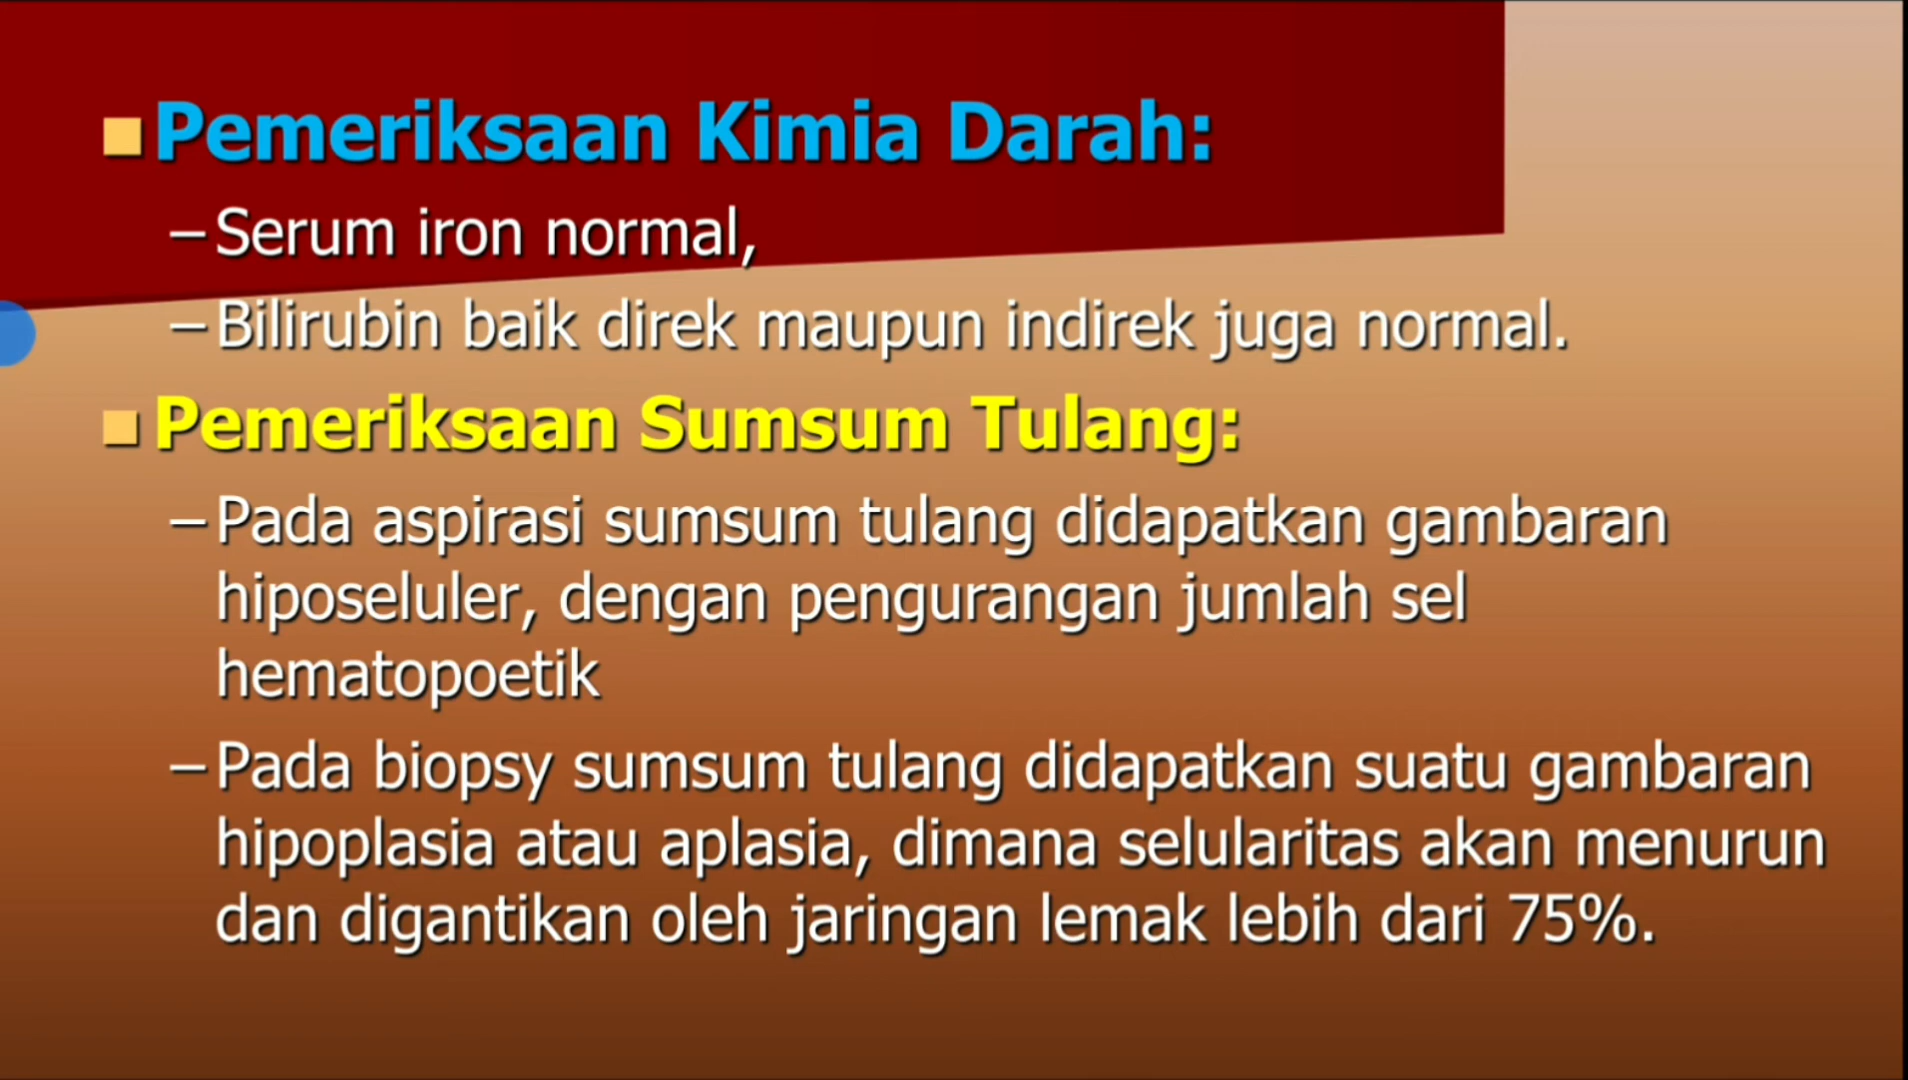 Pemeriksaan Kimia Darah:
– Serum iron normal,
– Bilirubin baik direk maupun indirek juga normal.
Pemeriksaan Sumsum Tulang:
– Pada aspirasi sumsum tulang didapatkan gambaran
hiposeluler, dengan pengurangan jumlah sel
hematopoetik
– Pada biopsy sumsum tulang didapatkan suatu gambaran
hipoplasia atau aplasia, dimana selularitas akan menurun
dan digantikan oleh jaringan lemak lebih dari 75%.